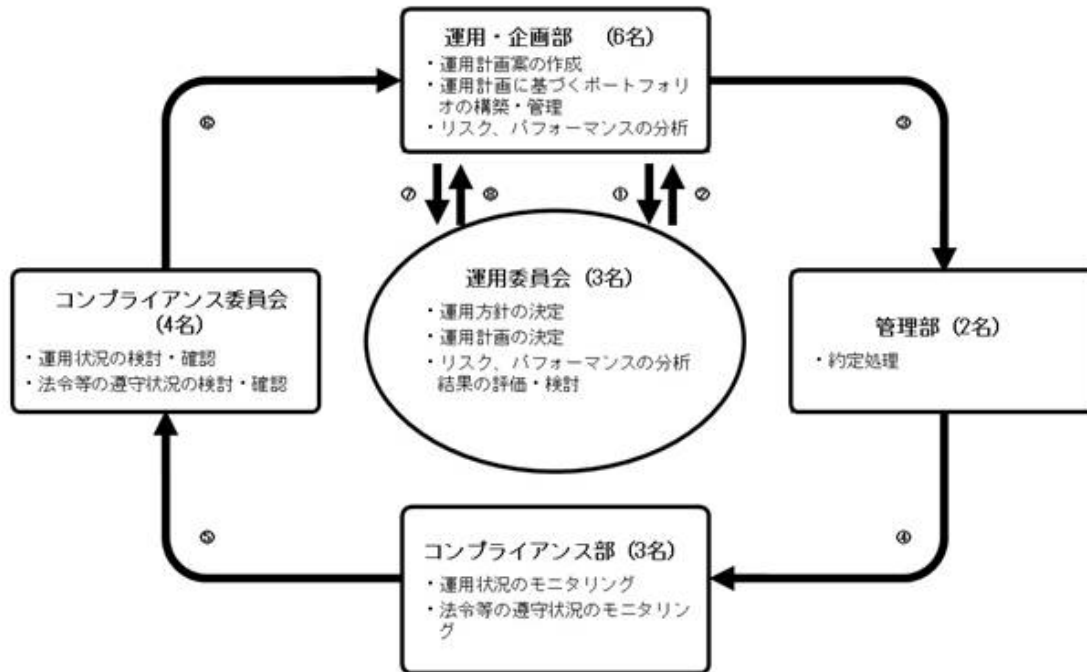 運用・企画部 (6名)
・運用計画案の作成
・運用計画に基づくポートフォリ
オの構築・管理
・リスク、パフォーマンスの分析
⑥
③
⑦
⑧
①
②
運用委員会 (3名)
・運用方針の決定
・運用計画の決定
・リスク、パフォーマンスの分析
結果の評価・検討
コンプライアンス委員会
(4名)
・運用状況の検討・確認
・法令等の遵守状況の検討・確認
管理部 (2名)
・約定処理
⑤
④
コンプライアンス部 (3名)
・運用状況のモニタリング
・法令等の遵守状況のモニタリン
グ